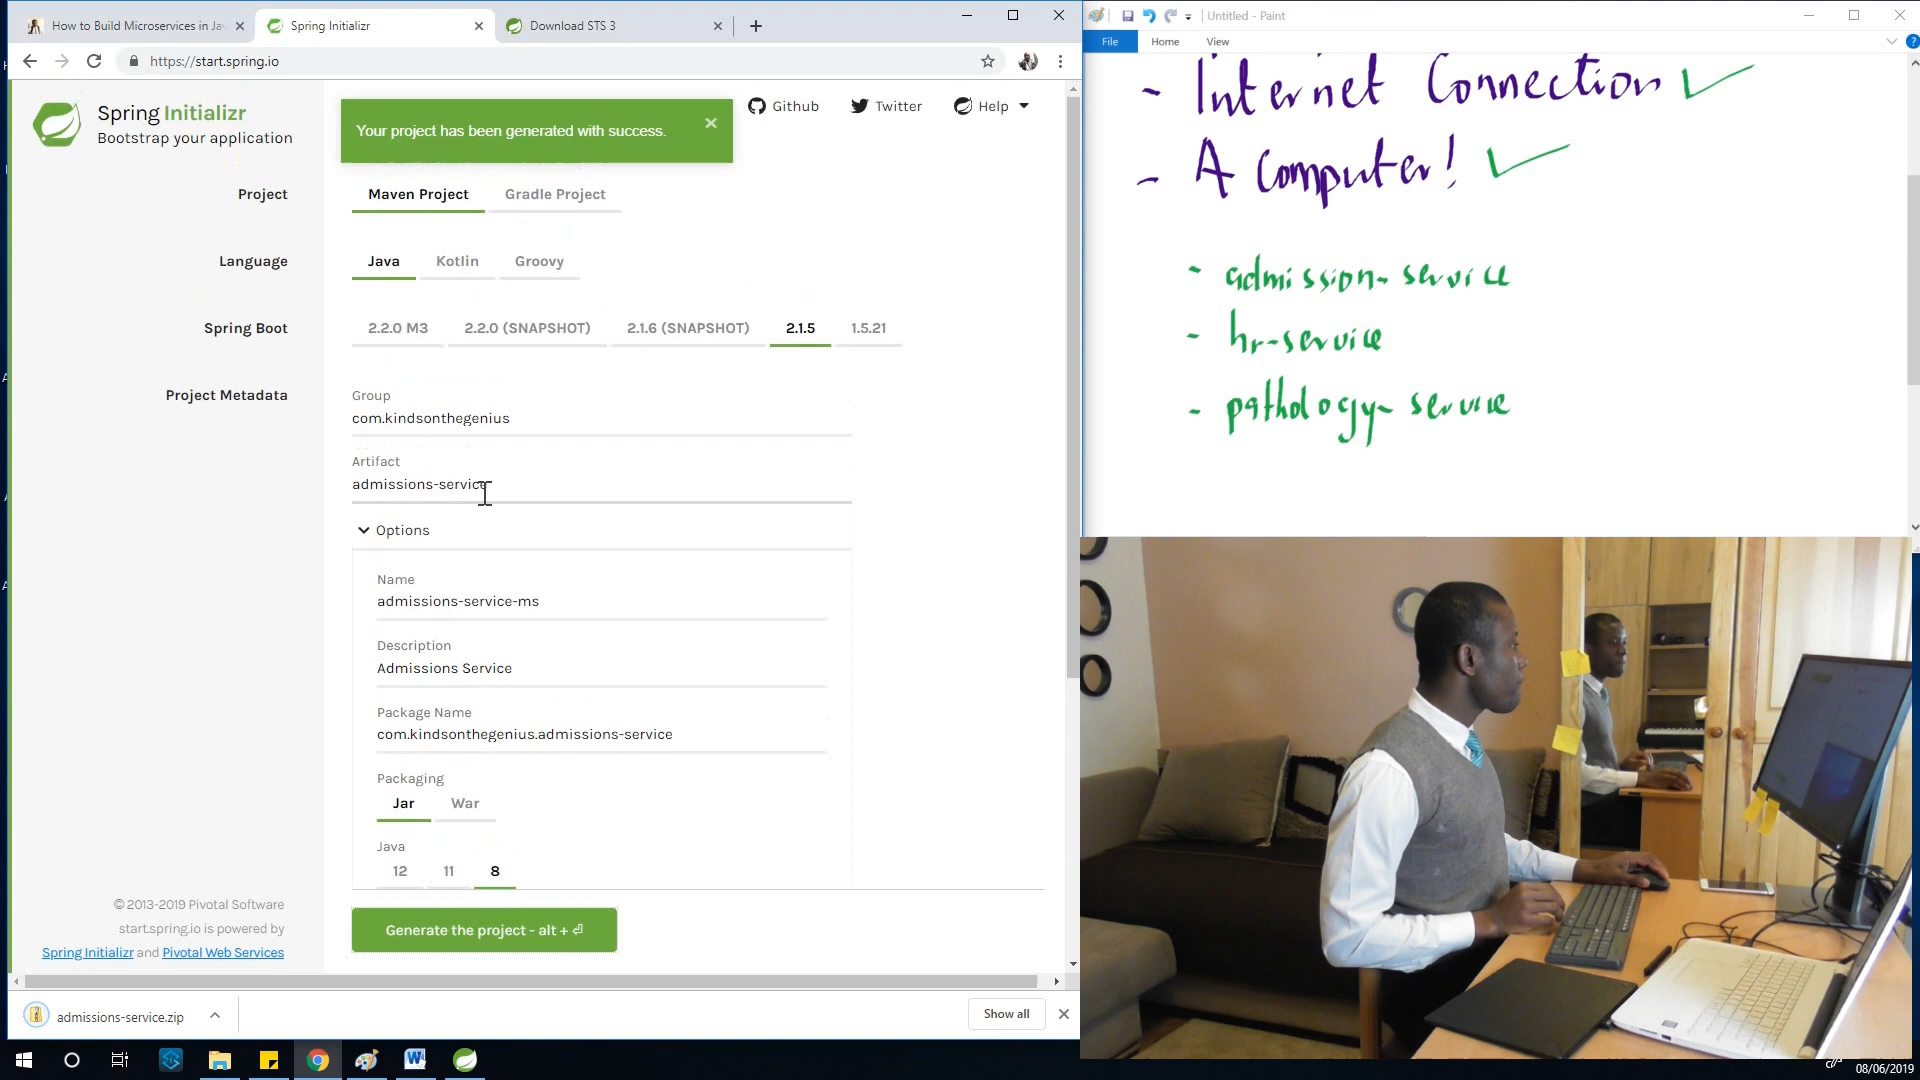 How to Build Microservices in Ja
Spring Initializr
Download STS 3
https://start.spring.io
Spring Initializr
Bootstrap your application
Your project has been generated with success.
Github
Twitter
Help
Project
Maven Project
Gradle Project
Language
Java
Kotlin
Groovy
Spring Boot
2.2.0 M3
2.2.0 (SNAPSHOT)
2.1.6 (SNAPSHOT)
2.1.5
1.5.21
Project Metadata
Group
com.kindsonthegenius
Artifact
admissions-service
Options
Name
admissions-service-ms
Description
Admissions Service
Package Name
com.kindsonthegenius.admissions-service
Packaging
Jar
War
Java
12
11
8
© 2013-2019 Pivotal Software
start.spring.io is powered by
Spring Initializr and Pivotal Web Services
Generate the project - alt + ⏎
admissions-service.zip
Show all
Untitled - Paint
File
Home
View
- Internet Connection ✓
- A Computer! ✓
- admission-service
- hr-service
- pathology-service
08/06/2019